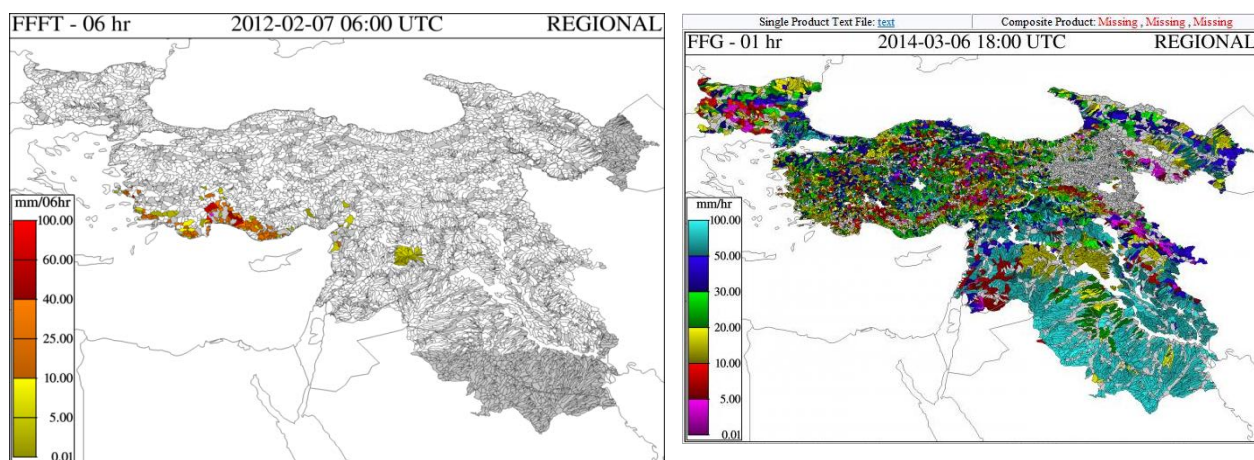 FFFT - 06 hr 2012-02-07 06:00 UTC REGIONAL
mm/06hr
100.00
60.00
40.00
25.00
10.00
5.00
0.01
Single Product Text File: text Composite Product: Missing , Missing , Missing
FFG - 01 hr 2014-03-06 18:00 UTC REGIONAL
mm/hr
100.00
50.00
30.00
20.00
10.00
5.00
0.01